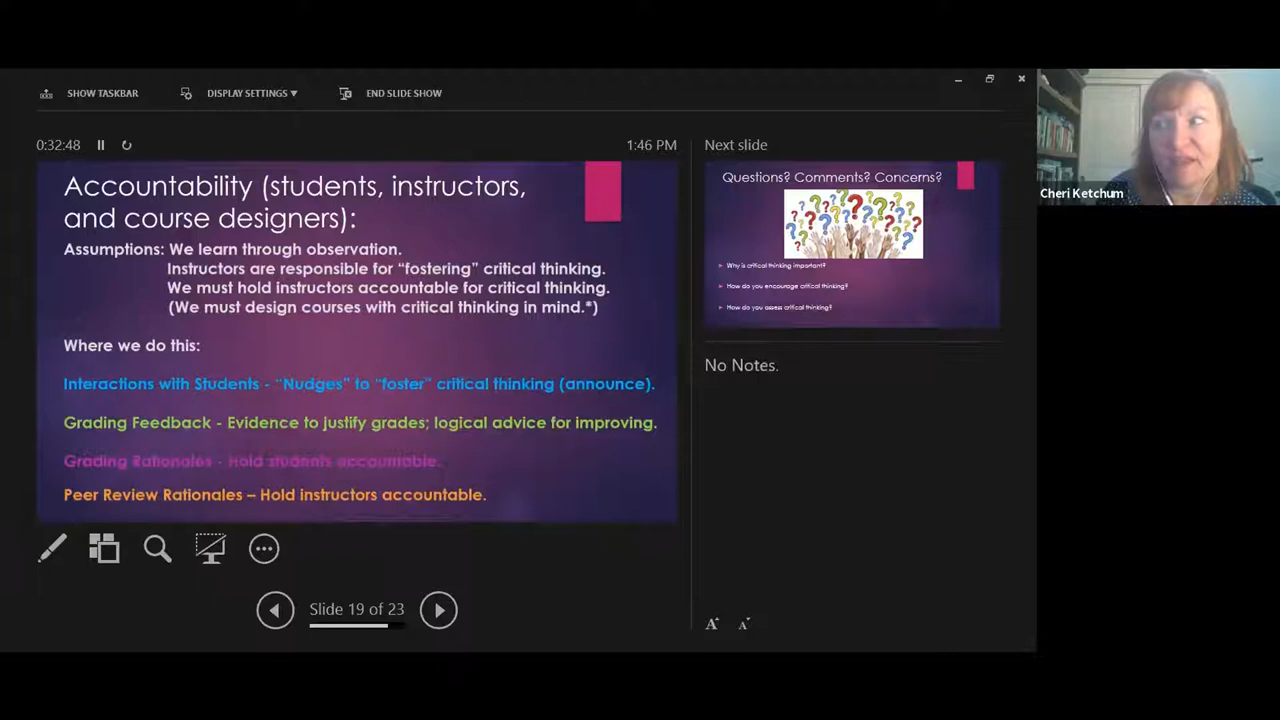 SHOW TASKBAR
DISPLAY SETTINGS ▼
END SLIDE SHOW
0:32:48
1:46 PM
Accountability (students, instructors,
and course designers):
Assumptions: We learn through observation.
Instructors are responsible for “fostering” critical thinking.
We must hold instructors accountable for critical thinking.
(We must design courses with critical thinking in mind.*)
Where we do this:
Interactions with Students - “Nudges” to “foster” critical thinking (announce).
Grading Feedback - Evidence to justify grades; logical advice for improving.
Grading Rationales - Hold students accountable.
Peer Review Rationales – Hold instructors accountable.
Slide 19 of 23
Next slide
Questions? Comments? Concerns?
Why is critical thinking important?
How do you encourage critical thinking?
How do you assess critical thinking?
No Notes.
A A
Cheri Ketchum